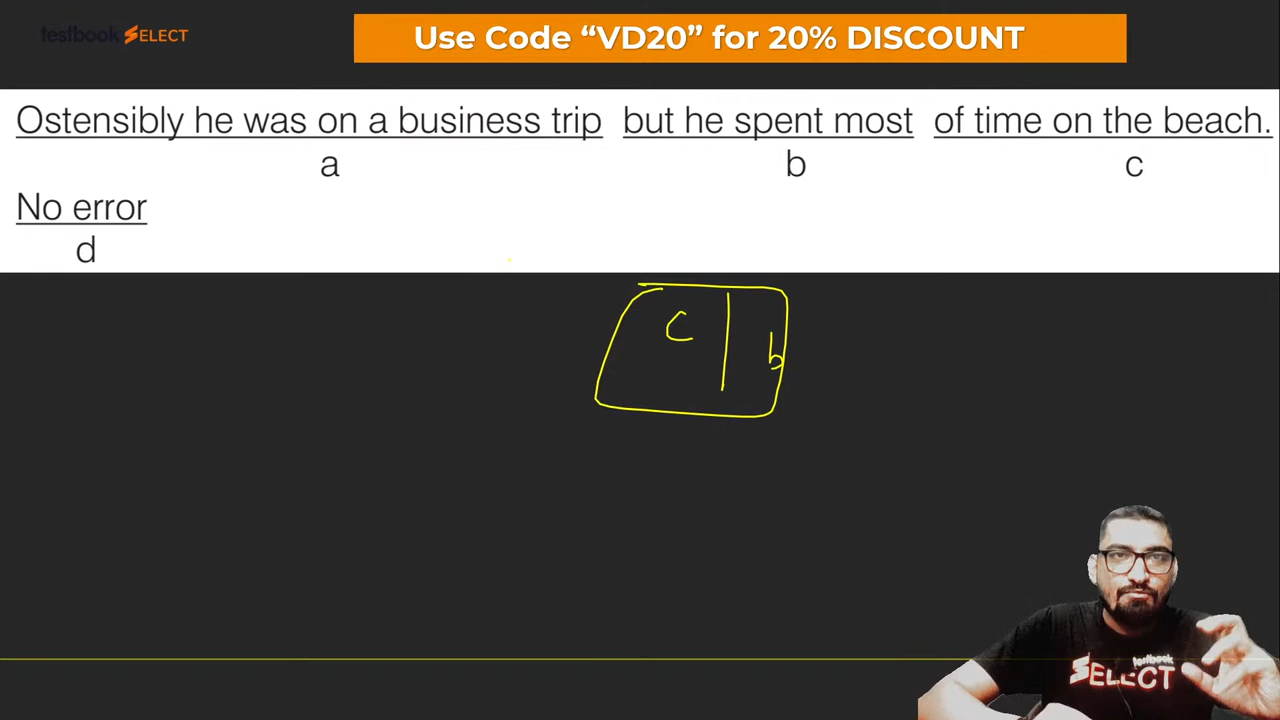 testbook SELECT
Use Code “VD20” for 20% DISCOUNT
Ostensibly he was on a business trip but he spent most of time on the beach.
a b c
No error
d
c b
testbook
SELECT